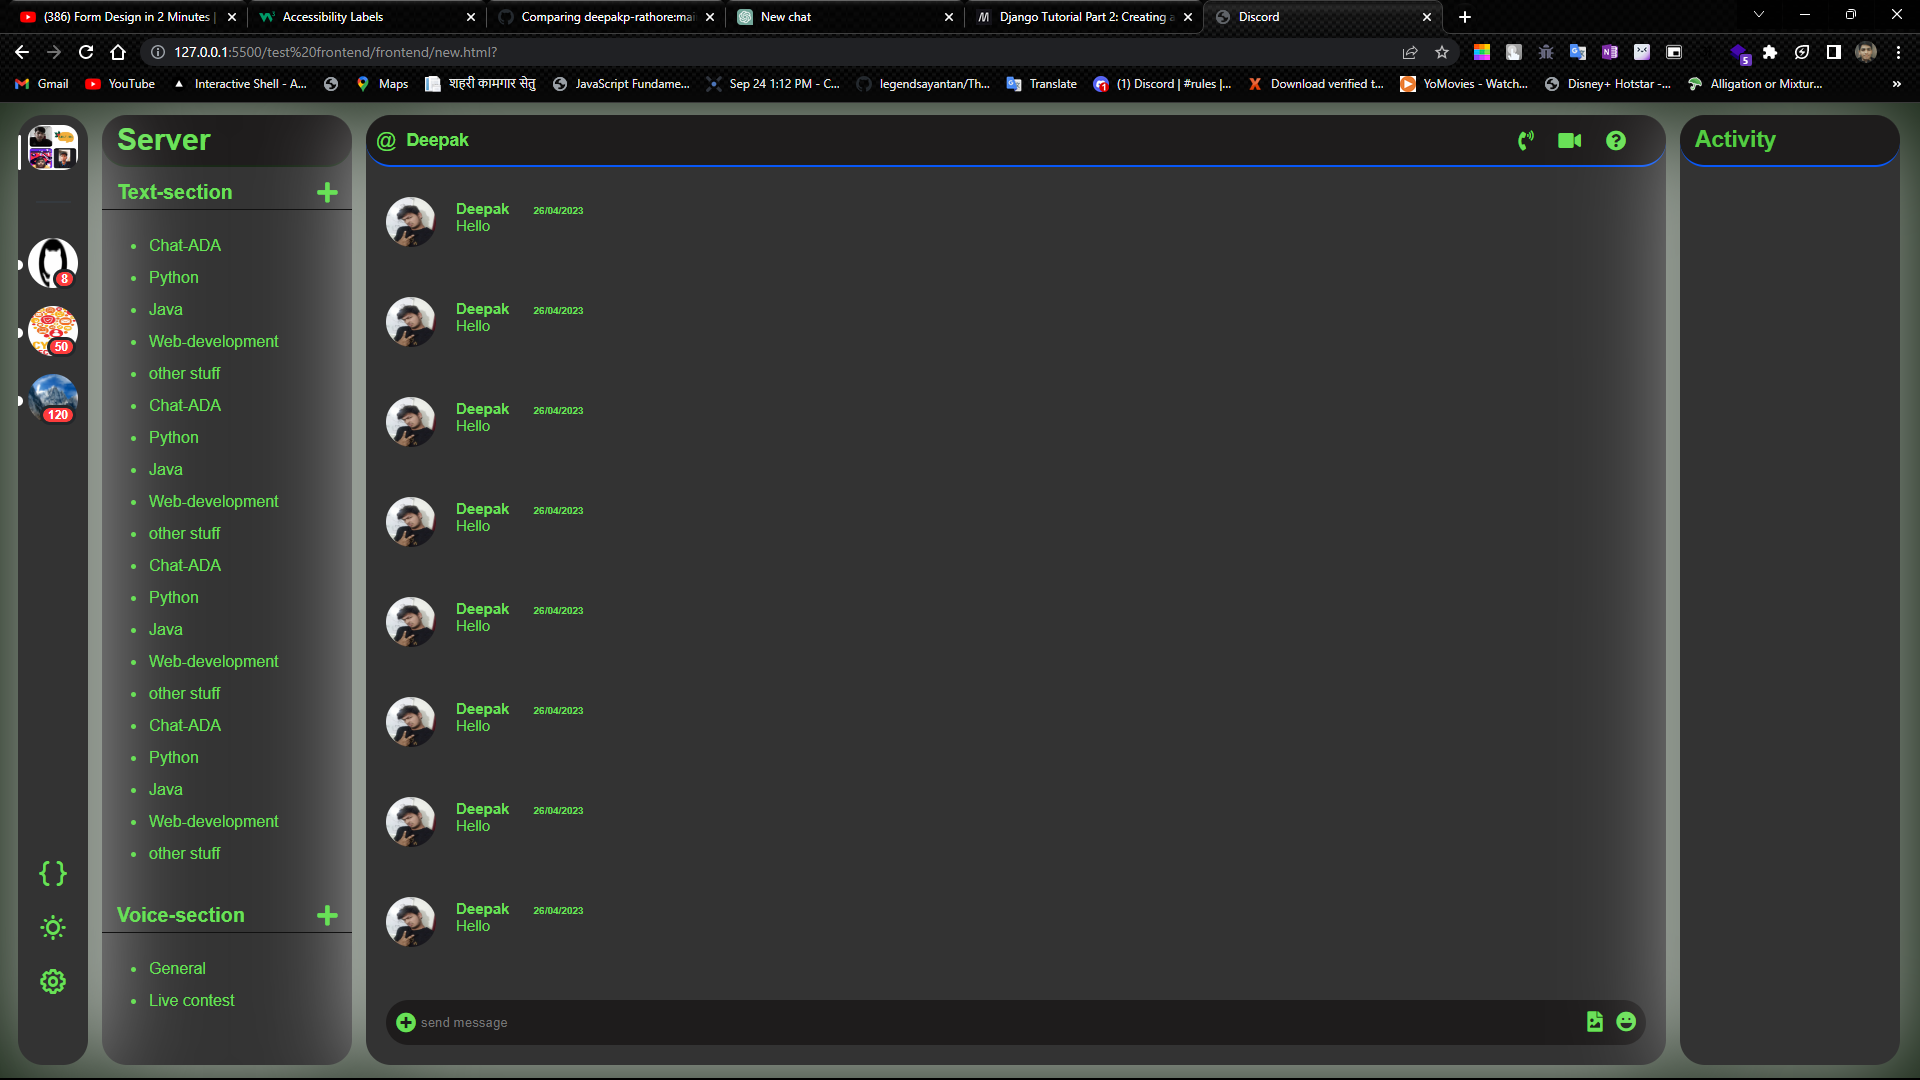 (386) Form Design in 2 Minutes |
Accessibility Labels
Comparing deepakp-rathore:mai
New chat
Django Tutorial Part 2: Creating a
Discord
127.0.0.1:5500/test%20frontend/frontend/new.html?
5
Gmail
YouTube
Interactive Shell - A...
Maps
शहरी कामगार सेतु
JavaScript Fundame...
Sep 24 1:12 PM - C...
legendsayantan/Th...
Translate
(1) Discord | #rules |...
Download verified t...
YoMovies - Watch...
Disney+ Hotstar -...
Alligation or Mixtur...
»
8
50
120
{ }
Server
Text-section
Chat-ADA
Python
Java
Web-development
other stuff
Chat-ADA
Python
Java
Web-development
other stuff
Chat-ADA
Python
Java
Web-development
other stuff
Chat-ADA
Python
Java
Web-development
other stuff
Voice-section
General
Live contest
@ Deepak
Deepak 26/04/2023
Hello
Deepak 26/04/2023
Hello
Deepak 26/04/2023
Hello
Deepak 26/04/2023
Hello
Deepak 26/04/2023
Hello
Deepak 26/04/2023
Hello
Deepak 26/04/2023
Hello
Deepak 26/04/2023
Hello
send message
Activity